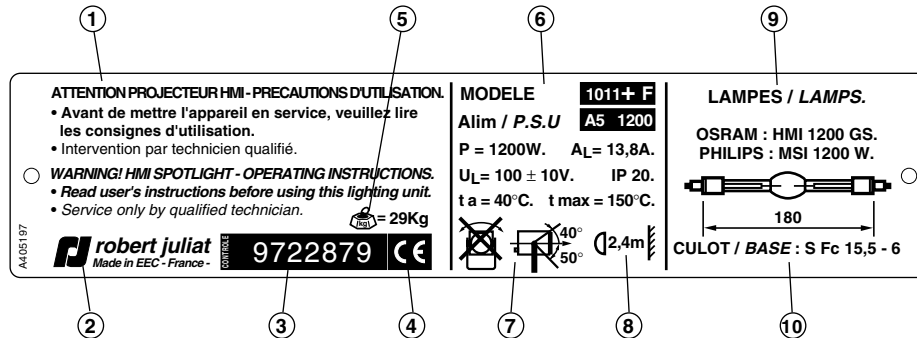 1
5
6
9
ATTENTION PROJECTEUR HMI - PRECAUTIONS D'UTILISATION.
• Avant de mettre l'appareil en service, veuillez lire
les consignes d'utilisation.
• Intervention par technicien qualifié.
WARNING! HMI SPOTLIGHT - OPERATING INSTRUCTIONS.
• Read user's instructions before using this lighting unit.
• Service only by qualified technician.
(kg) = 29Kg
A405197
robert juliat
Made in EEC - France -
CONTROLE
9722879
CE
MODELE 1011+ F
Alim / P.S.U A5 1200
P = 1200W. AL= 13,8A.
UL= 100 ± 10V. IP 20.
t a = 40°C. t max = 150°C.
40°
50°
2,4m
LAMPES / LAMPS.
OSRAM : HMI 1200 GS.
PHILIPS : MSI 1200 W.
180
CULOT / BASE : S Fc 15,5 - 6
2
3
4
7
8
10